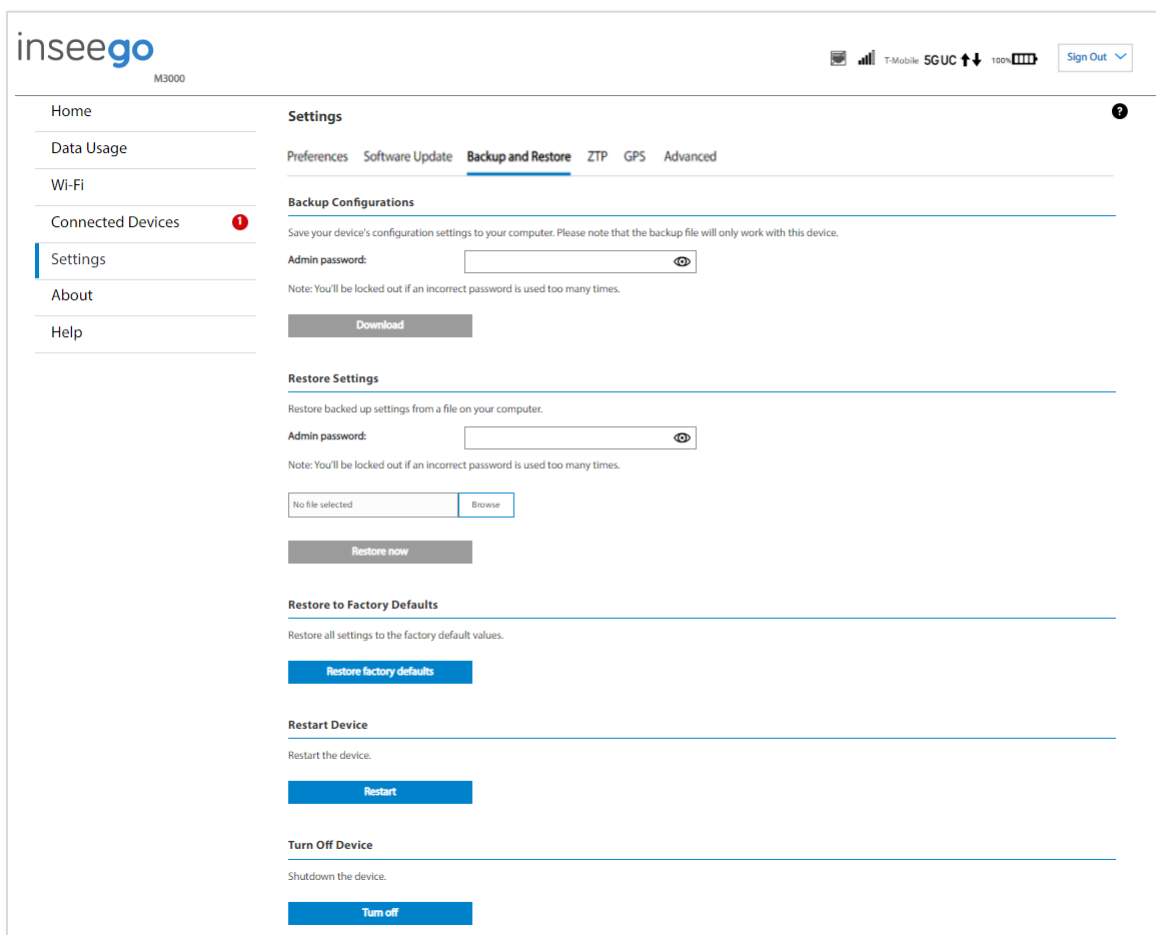 inseego
M3000
T-Mobile 5G UC 100%
Sign Out
Home
Data Usage
Wi-Fi
Connected Devices 1
Settings
About
Help
Settings
?
Preferences Software Update Backup and Restore ZTP GPS Advanced
Backup Configurations
Save your device's configuration settings to your computer. Please note that the backup file will only work with this device.
Admin password:
Note: You'll be locked out if an incorrect password is used too many times.
Download
Restore Settings
Restore backed up settings from a file on your computer.
Admin password:
Note: You'll be locked out if an incorrect password is used too many times.
No file selected Browse
Restore now
Restore to Factory Defaults
Restore all settings to the factory default values.
Restore factory defaults
Restart Device
Restart the device.
Restart
Turn Off Device
Shutdown the device.
Turn off